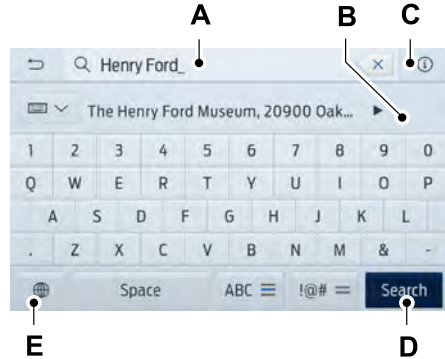 A
B
C
Henry Ford_
The Henry Ford Museum, 20900 Oak...
1 2 3 4 5 6 7 8 9 0
Q W E R T Y U I O P
A S D F G H J K L
. Z X C V B N M & -
Space ABC !@# = Search
E
D